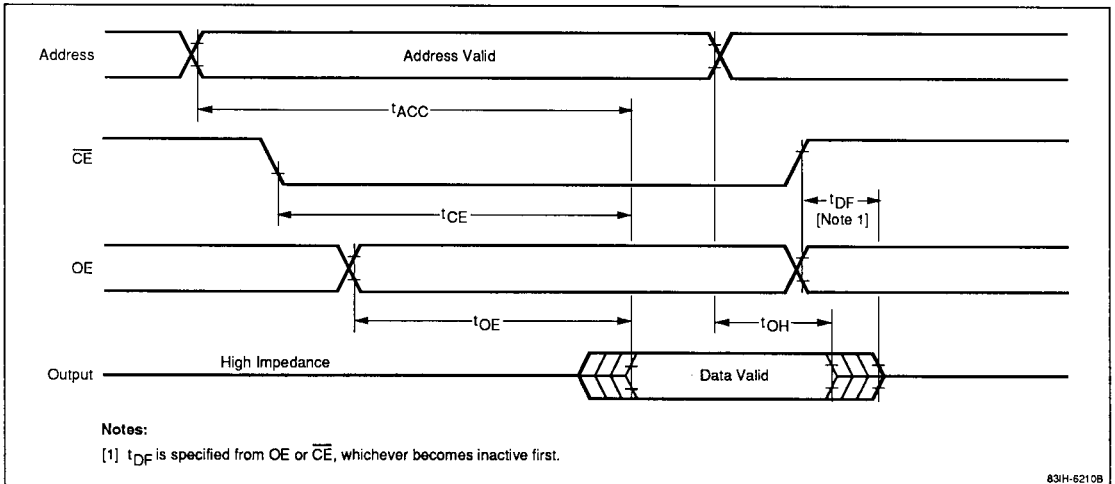 Address
Address Valid
tACC
CE
tCE
tDF
[Note 1]
OE
tOE
tOH
High Impedance
Output
Data Valid
Notes:
[1] tDF is specified from OE or CE, whichever becomes inactive first.
83IH-6210B